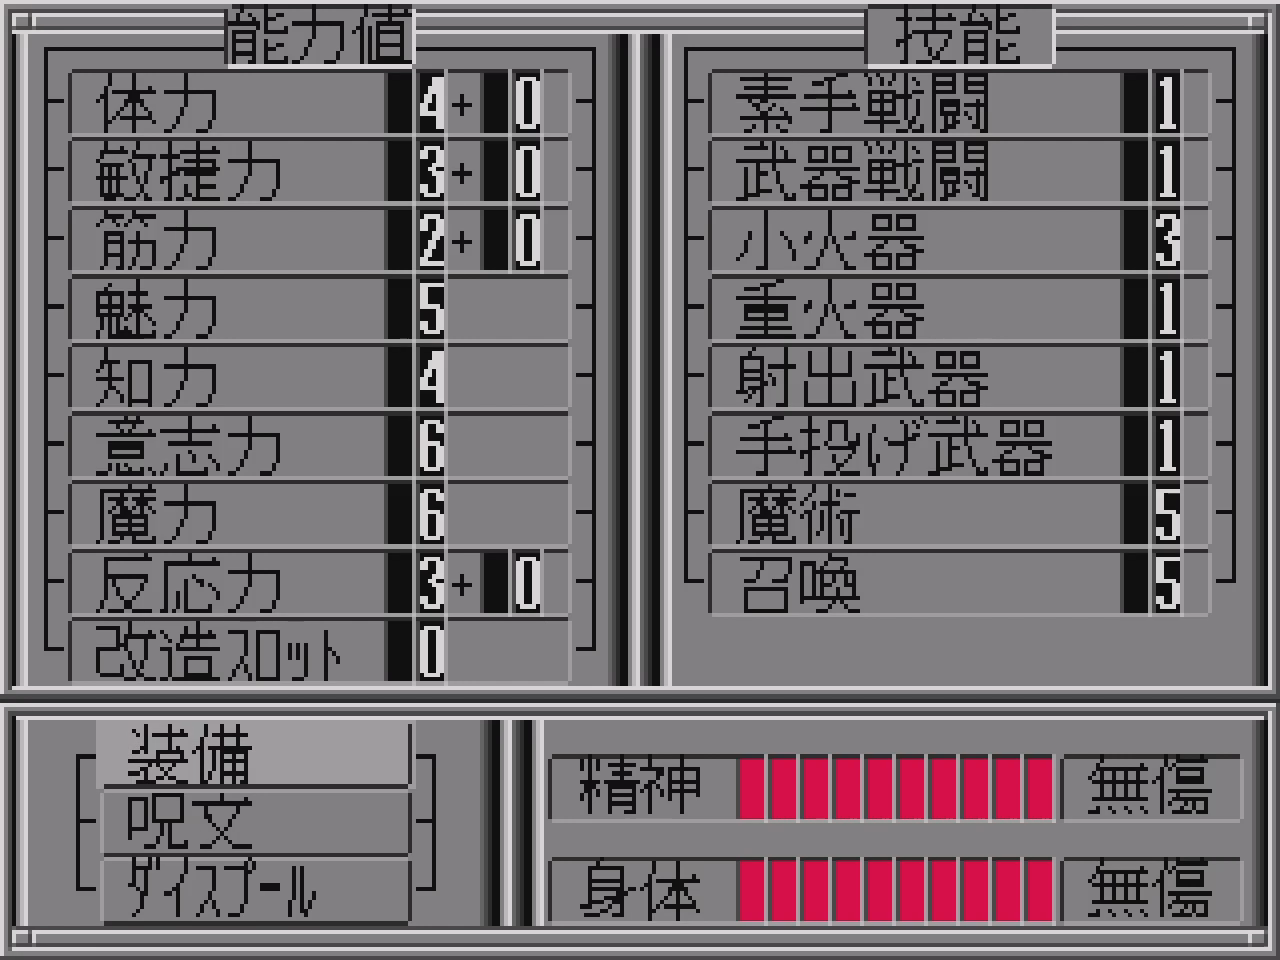 能力値
体力 4 + 0
敏捷力 3 + 0
筋力 2 + 0
魅力 5
知力 4
意志力 6
魔力 6
反応力 3 + 0
改造スロット 0
技能
素手戦闘 1
武器戦闘 1
小火器 3
重火器 1
射出武器 1
手投げ武器 1
魔術 5
召喚 5
装備
呪文
ダイスプール
精神 無傷
身体 無傷